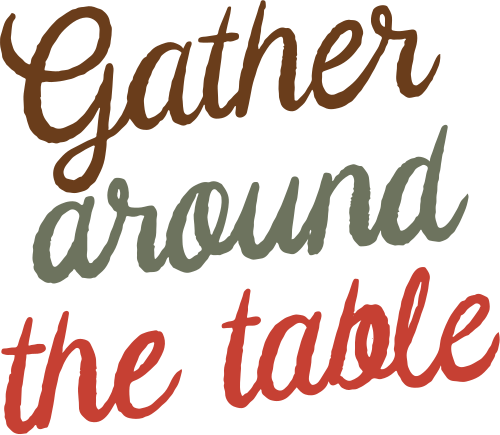 Gather
around
the table